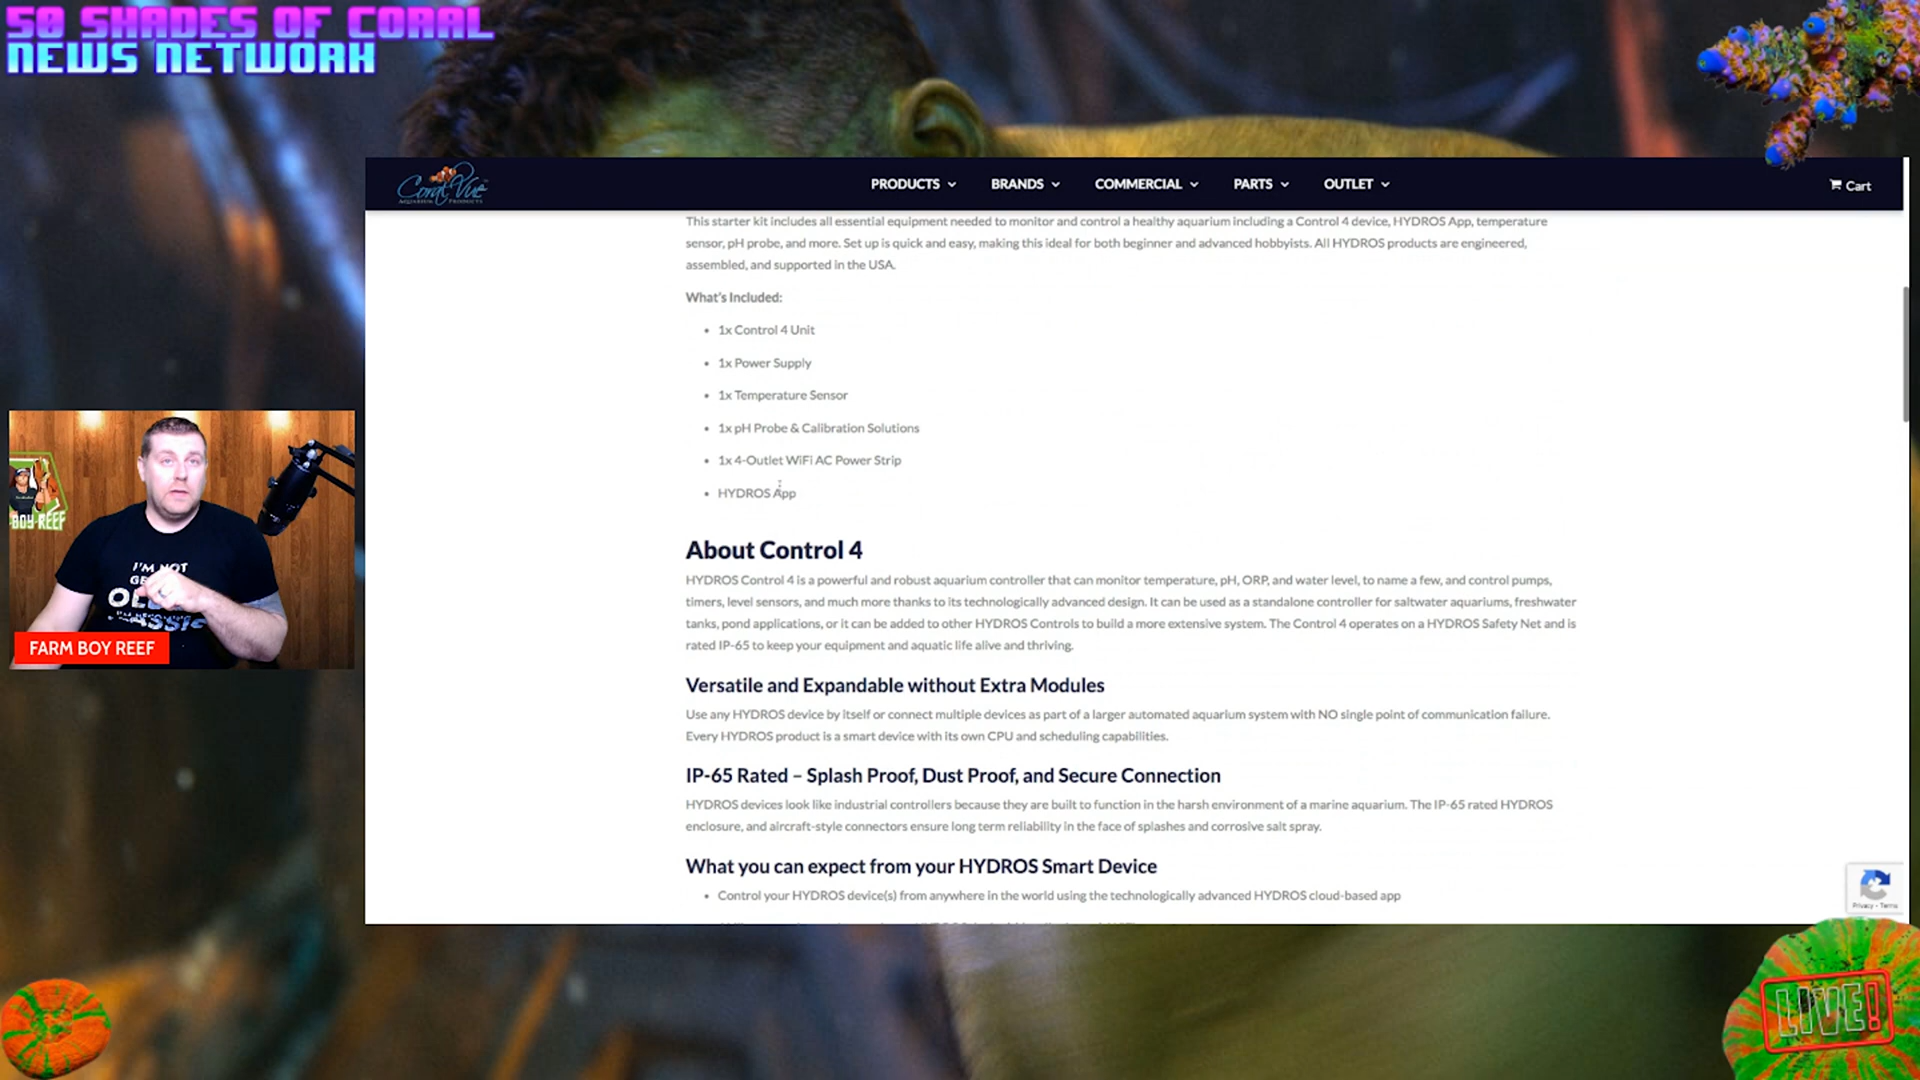 50 SHADES OF CORAL
NEWS NETWORK
Coral Vue
AQUARIUM PRODUCTS
PRODUCTS
BRANDS
COMMERCIAL
PARTS
OUTLET
Cart
This starter kit includes all essential equipment needed to monitor and control a healthy aquarium including a Control 4 device, HYDROS App, temperature
sensor, pH probe, and more. Set up is quick and easy, making this ideal for both beginner and advanced hobbyists. All HYDROS products are engineered,
assembled, and supported in the USA.
What's Included:
• 1x Control 4 Unit
• 1x Power Supply
• 1x Temperature Sensor
• 1x pH Probe & Calibration Solutions
• 1x 4-Outlet WiFi AC Power Strip
• HYDROS App
About Control 4
HYDROS Control 4 is a powerful and robust aquarium controller that can monitor temperature, pH, ORP, and water level, to name a few, and control pumps,
timers, level sensors, and much more thanks to its technologically advanced design. It can be used as a standalone controller for saltwater aquariums, freshwater
tanks, pond applications, or it can be added to other HYDROS Controls to build a more extensive system. The Control 4 operates on a HYDROS Safety Net and is
rated IP-65 to keep your equipment and aquatic life alive and thriving.
Versatile and Expandable without Extra Modules
Use any HYDROS device by itself or connect multiple devices as part of a larger automated aquarium system with NO single point of communication failure.
Every HYDROS product is a smart device with its own CPU and scheduling capabilities.
IP-65 Rated – Splash Proof, Dust Proof, and Secure Connection
HYDROS devices look like industrial controllers because they are built to function in the harsh environment of a marine aquarium. The IP-65 rated HYDROS
enclosure, and aircraft-style connectors ensure long term reliability in the face of splashes and corrosive salt spray.
What you can expect from your HYDROS Smart Device
• Control your HYDROS device(s) from anywhere in the world using the technologically advanced HYDROS cloud-based app
Privacy - Terms
BOY REEF
I'M NOT
FARM BOY REEF
LIVE!